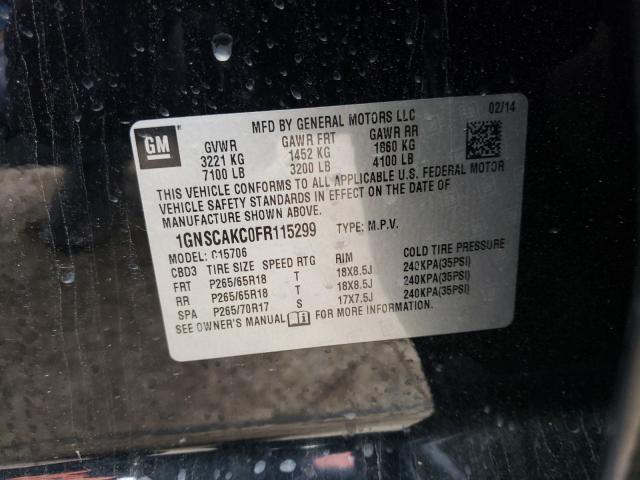 GM
MFD BY GENERAL MOTORS LLC 02/14
GVWR GAWR FRT GAWR RR
3221 KG 1452 KG 1860 KG
7100 LB 3200 LB 4100 LB
THIS VEHICLE CONFORMS TO ALL APPLICABLE U.S. FEDERAL MOTOR
VEHICLE SAFETY STANDARDS IN EFFECT ON THE DATE OF
MANUFACTURE SHOWN ABOVE.
1GNSCAKC0FR115299 TYPE: M.P.V.
MODEL: C15706
CBD3 TIRE SIZE SPEED RTG RIM COLD TIRE PRESSURE
FRT P265/65R18 T 18X8.5J 240KPA(35PSI)
RR P265/65R18 T 18X8.5J 240KPA(35PSI)
SPA P265/70R17 S 17X7.5J 240KPA(35PSI)
SEE OWNER'S MANUAL FOR MORE INFORMATION.